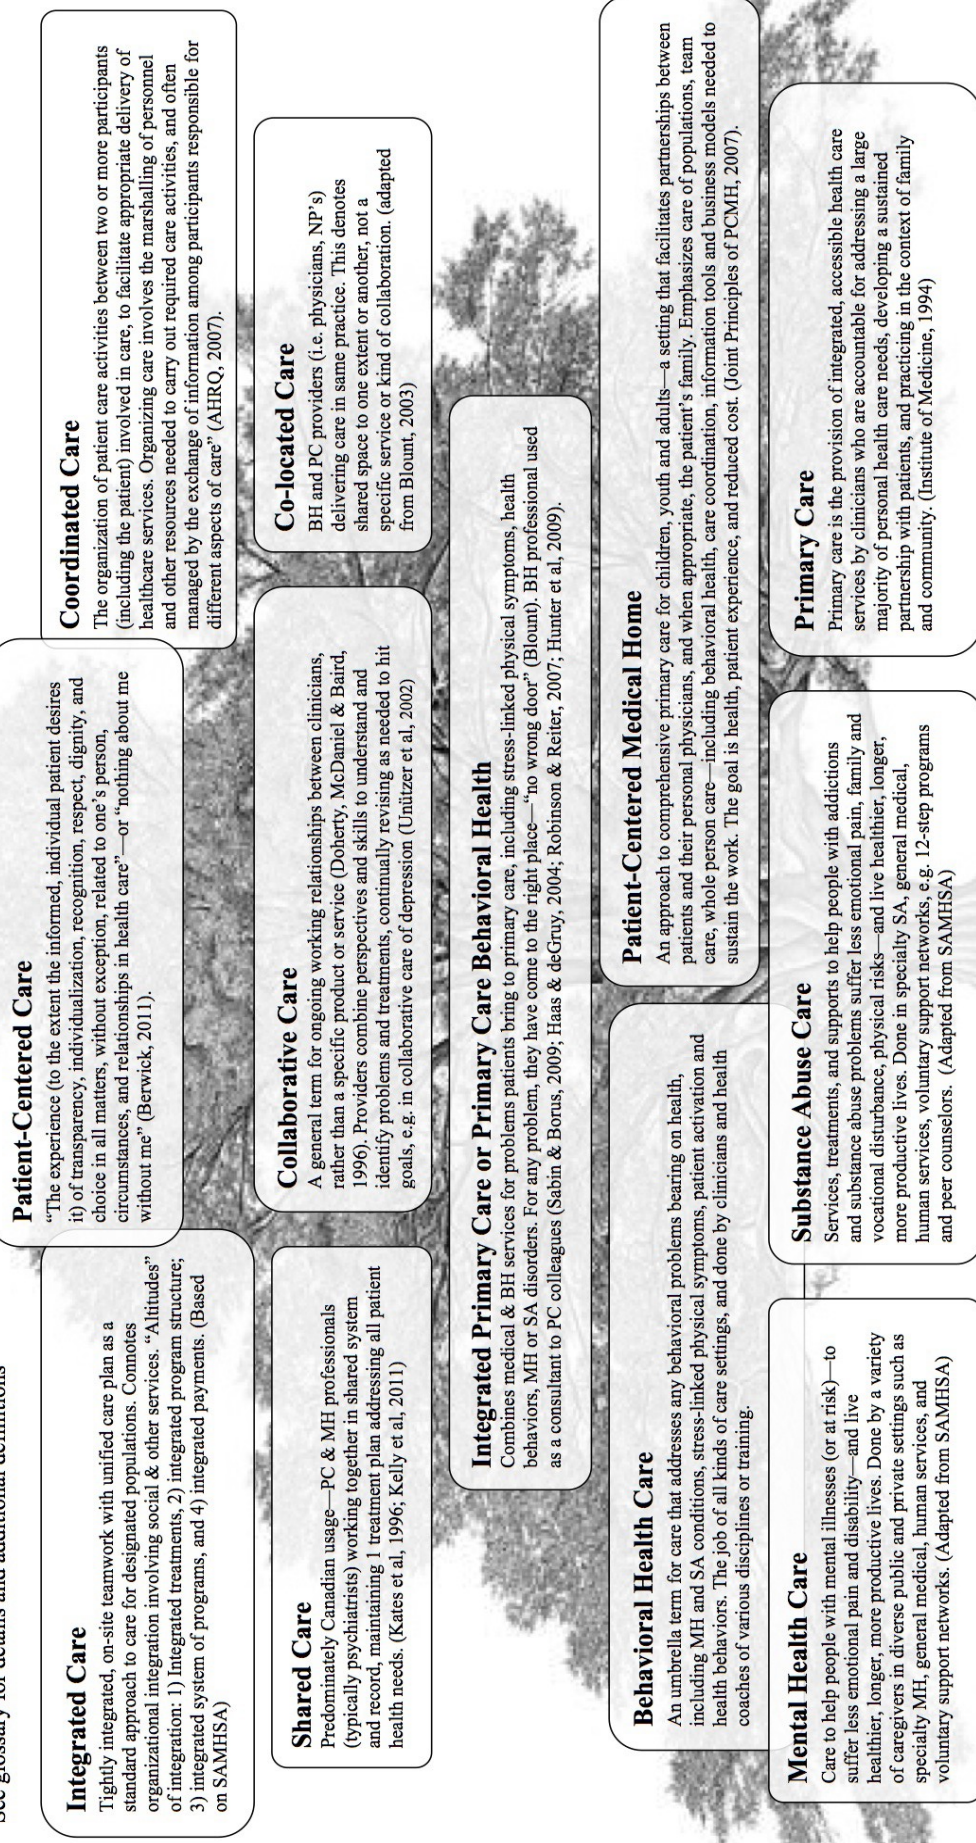 See glossary for details and additional definitions
Patient-Centered Care
“The experience (to the extent the informed, individual patient desires
it) of transparency, individualization, recognition, respect, dignity, and
choice in all matters, without exception, related to one’s person,
circumstances, and relationships in health care”—or “nothing about me
without me” (Berwick, 2011).
Integrated Care
Tightly integrated, on-site teamwork with unified care plan as a
standard approach to care for designated populations. Connotes
organizational integration involving social & other services. “Altitudes”
of integration: 1) Integrated treatments, 2) integrated program structure;
3) integrated system of programs, and 4) integrated payments. (Based
on SAMHSA)
Coordinated Care
The organization of patient care activities between two or more participants
(including the patient) involved in care, to facilitate appropriate delivery of
healthcare services. Organizing care involves the marshalling of personnel
and other resources needed to carry out required care activities, and often
managed by the exchange of information among participants responsible for
different aspects of care” (AHRQ, 2007).
Shared Care
Predominately Canadian usage—PC & MH professionals
(typically psychiatrists) working together in shared system
and record, maintaining 1 treatment plan addressing all patient
health needs. (Kates et al, 1996; Kelly et al, 2011)
Collaborative Care
A general term for ongoing working relationships between clinicians,
rather than a specific product or service (Doherty, McDaniel & Baird,
1996). Providers combine perspectives and skills to understand and
identify problems and treatments, continually revising as needed to hit
goals, e.g. in collaborative care of depression (Unützer et al, 2002)
Co-located Care
BH and PC providers (i.e. physicians, NP’s)
delivering care in same practice. This denotes
shared space to one extent or another, not a
specific service or kind of collaboration. (adapted
from Blount, 2003)
Integrated Primary Care or Primary Care Behavioral Health
Combines medical & BH services for problems patients bring to primary care, including stress-linked physical symptoms, health
behaviors, MH or SA disorders. For any problem, they have come to the right place—“no wrong door” (Blount). BH professional used
as a consultant to PC colleagues (Sabin & Borus, 2009; Haas & deGruy, 2004; Robinson & Reiter, 2007; Hunter et al, 2009).
Behavioral Health Care
An umbrella term for care that addresses any behavioral problems bearing on health,
including MH and SA conditions, stress-linked physical symptoms, patient activation and
health behaviors. The job of all kinds of care settings, and done by clinicians and health
coaches of various disciplines or training.
Patient-Centered Medical Home
An approach to comprehensive primary care for children, youth and adults—a setting that facilitates partnerships between
patients and their personal physicians, and when appropriate, the patient’s family. Emphasizes care of populations, team
care, whole person care—including behavioral health, care coordination, information tools and business models needed to
sustain the work. The goal is health, patient experience, and reduced cost. (Joint Principles of PCMH, 2007).
Mental Health Care
Care to help people with mental illnesses (or at risk)—to
suffer less emotional pain and disability—and live
healthier, longer, more productive lives. Done by a variety
of caregivers in diverse public and private settings such as
specialty MH, general medical, human services, and
voluntary support networks. (Adapted from SAMHSA)
Substance Abuse Care
Services, treatments, and supports to help people with addictions
and substance abuse problems suffer less emotional pain, family and
vocational disturbance, physical risks—and live healthier, longer,
more productive lives. Done in specialty SA, general medical,
human services, voluntary support networks, e.g. 12-step programs
and peer counselors. (Adapted from SAMHSA)
Primary Care
Primary care is the provision of integrated, accessible health care
services by clinicians who are accountable for addressing a large
majority of personal health care needs, developing a sustained
partnership with patients, and practicing in the context of family
and community. (Institute of Medicine, 1994)